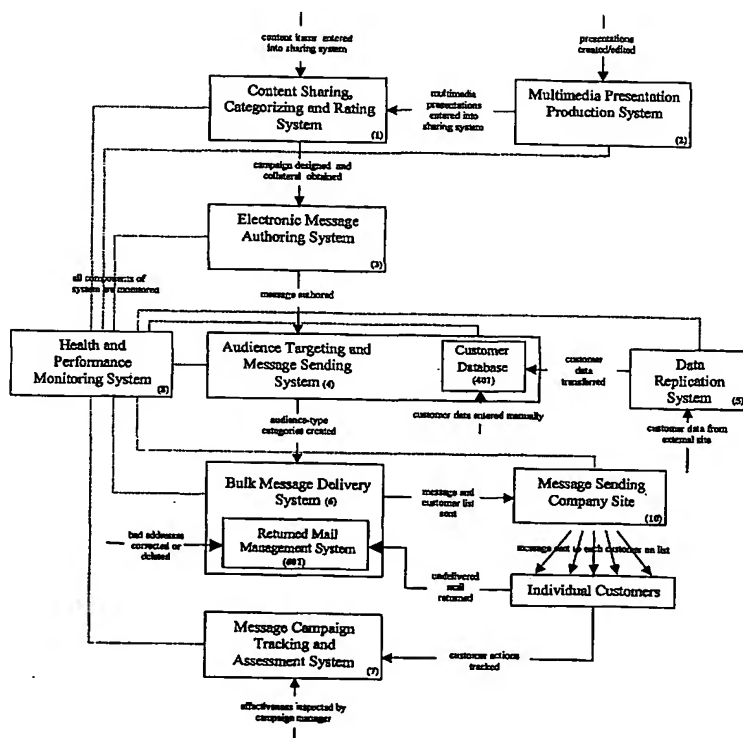 content items entered
into sharing system
presentations
created/edited
Content Sharing,
Categorizing and Rating
System
(1)
multimedia
presentations
entered into
sharing system
Multimedia Presentation
Production System
(2)
campaign designed and
collateral obtained
Electronic Message
Authoring System
(3)
all components of
system are monitored
message authored
Health and
Performance
Monitoring System (8)
Audience Targeting and
Message Sending
System (4)
Customer
Database
(401)
customer
data
transferred
Data
Replication
System
(5)
customer data entered manually
audience-type
categories created
customer data from
external site
Bulk Message Delivery
System (6)
message and
customer list
sent
Message Sending
Company Site
(10)
bad addresses
corrected or
deleted
Returned Mail
Management System
(601)
message sent to each customer on list
undelivered
mail
returned
Individual Customers
Message Campaign
Tracking and
Assessment System
(7)
customer actions
tracked
effectiveness inspected by
campaign manager